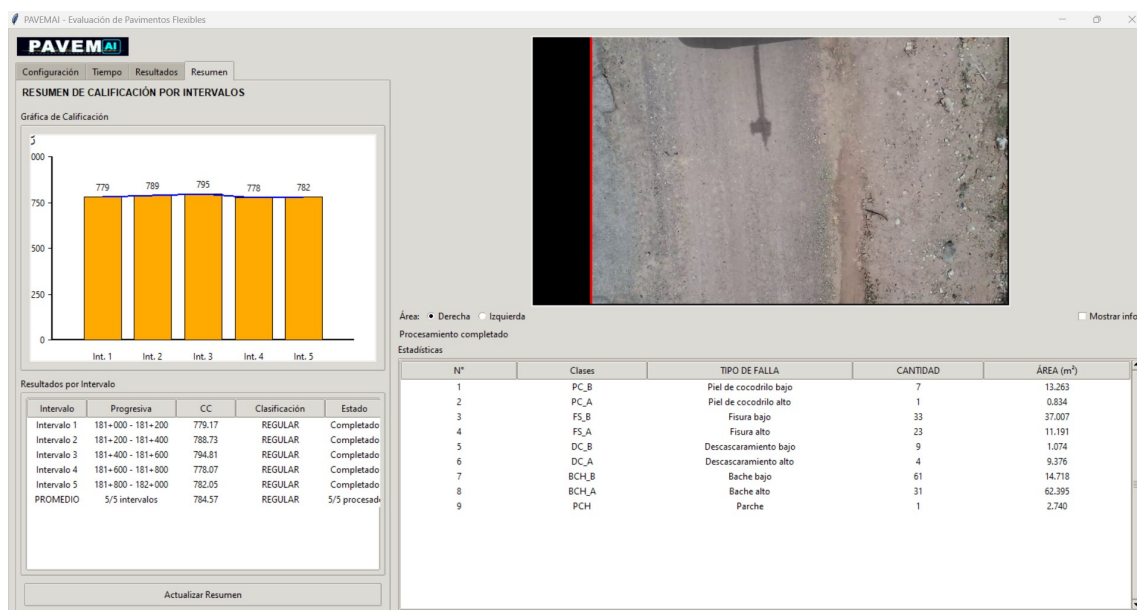 PAVEMAI - Evaluación de Pavimentos Flexibles
PAVEMAI
Configuración Tiempo Resultados Resumen
RESUMEN DE CALIFICACIÓN POR INTERVALOS
Gráfica de Calificación
000
750
500
250
0
779 789 795 778 782
Int. 1 Int. 2 Int. 3 Int. 4 Int. 5
Resultados por Intervalo
Intervalo Progresiva CC Clasificación Estado
Intervalo 1 181+000 - 181+200 779.17 REGULAR Completado
Intervalo 2 181+200 - 181+400 788.73 REGULAR Completado
Intervalo 3 181+400 - 181+600 794.81 REGULAR Completado
Intervalo 4 181+600 - 181+800 778.07 REGULAR Completado
Intervalo 5 181+800 - 182+000 782.05 REGULAR Completado
PROMEDIO 5/5 intervalos 784.57 REGULAR 5/5 procesad
Actualizar Resumen
Área: Derecha Izquierda
Mostrar info
Procesamiento completado
Estadísticas
N° Clases TIPO DE FALLA CANTIDAD ÁREA (m²)
1 PC_B Piel de cocodrilo bajo 7 13.263
2 PC_A Piel de cocodrilo alto 1 0.834
3 FS_B Fisura bajo 33 37.007
4 FS_A Fisura alto 23 11.191
5 DC_B Descascaramiento bajo 9 1.074
6 DC_A Descascaramiento alto 4 9.376
7 BCH_B Bache bajo 61 14.718
8 BCH_A Bache alto 31 62.395
9 PCH Parche 1 2.740